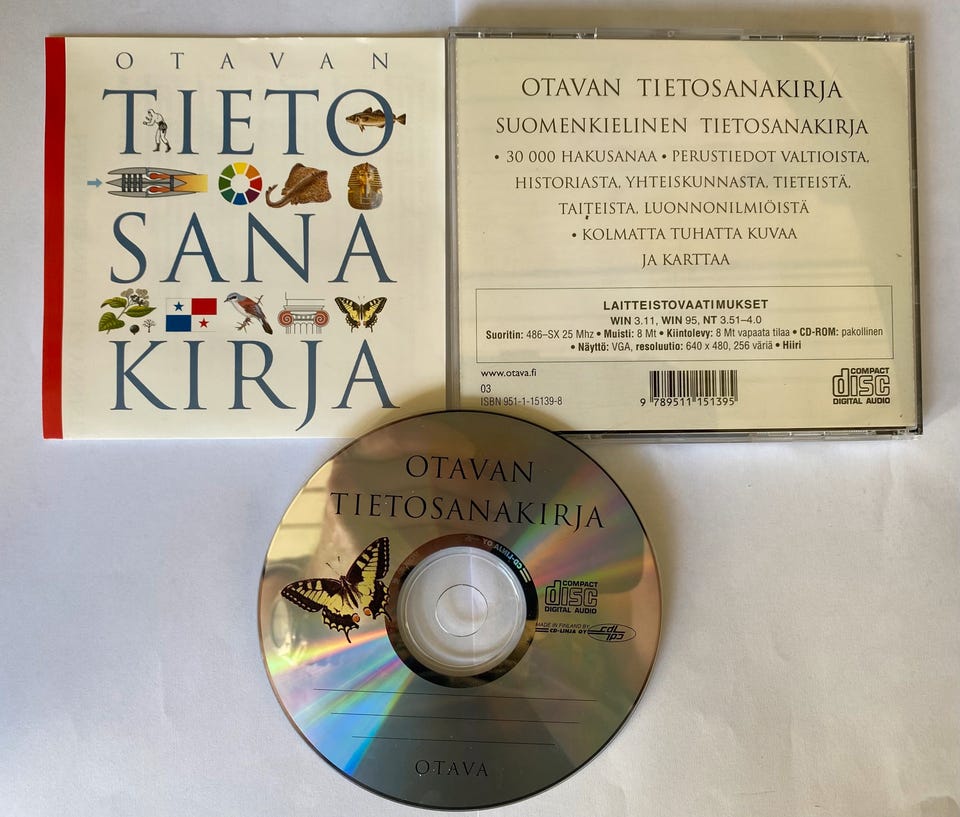 OTAVAN
TIETO
SANA
KIRJA
OTAVAN TIETOSANAKIRJA
SUOMENKIELINEN TIETOSANAKIRJA
• 30 000 HAKUSANAA • PERUSTIEDOT VALTIOISTA,
HISTORIASTA, YHTEISKUNNASTA, TIETEISTÄ,
TAITEISTA, LUONNONILMIÖISTÄ
• KOLMATTA TUHATTA KUVAA
JA KARTTAA
LAITTEISTOVAATIMUKSET
WIN 3.11, WIN 95, NT 3.51–4.0
Suoritin: 486–SX 25 Mhz • Muisti: 8 Mt • Kiintolevy: 8 Mt vapaata tilaa • CD-ROM: pakollinen
• Näyttö: VGA, resoluutio: 640 x 480, 256 väriä • Hiiri
www.otava.fi
03
ISBN 951-1-15139-8
9 789511 151395
COMPACT
disc
DIGITAL AUDIO
OTAVAN
TIETOSANAKIRJA
COMPACT
disc
DIGITAL AUDIO
MADE IN FINLAND BY
CD-LINJA OY
OTAVA